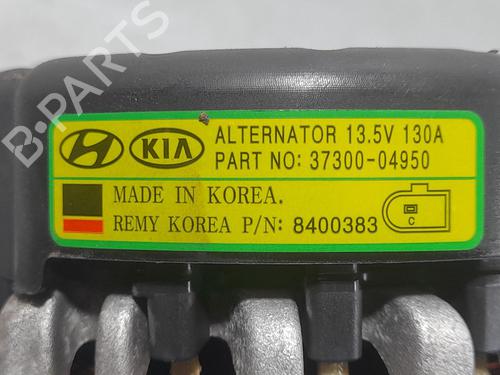 B-PARTS
KIA
ALTERNATOR 13.5V 130A
PART NO: 37300-04950
MADE IN KOREA.
REMY KOREA P/N: 8400383
C